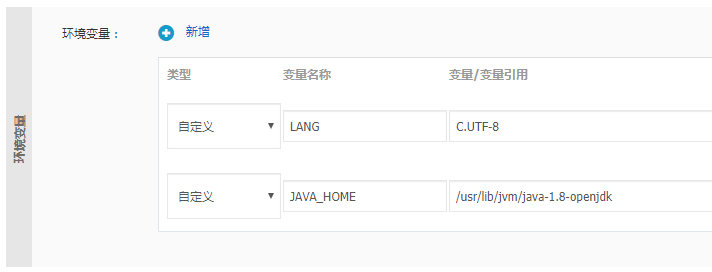 环境变量
环境变量：
新增
类型 变量名称 变量/变量引用
自定义 LANG C.UTF-8
自定义 JAVA_HOME /usr/lib/jvm/java-1.8-openjdk